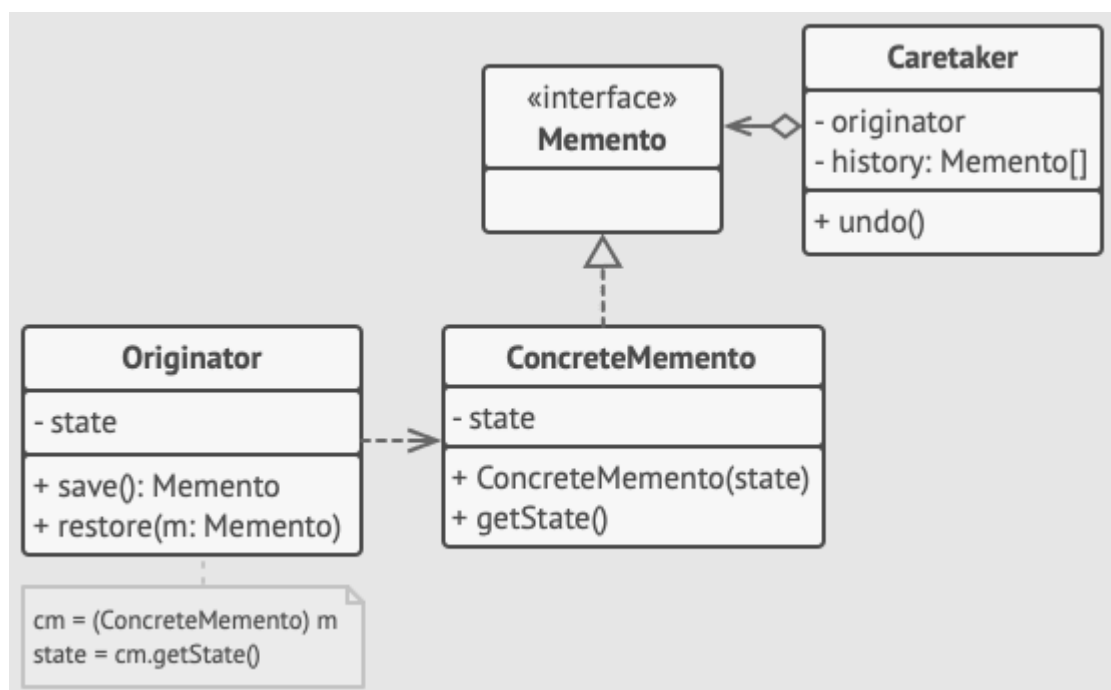 «interface»
Memento
Caretaker
- originator
- history: Memento[]
+ undo()
Originator
- state
+ save(): Memento
+ restore(m: Memento)
ConcreteMemento
- state
+ ConcreteMemento(state)
+ getState()
cm = (ConcreteMemento) m
state = cm.getState()